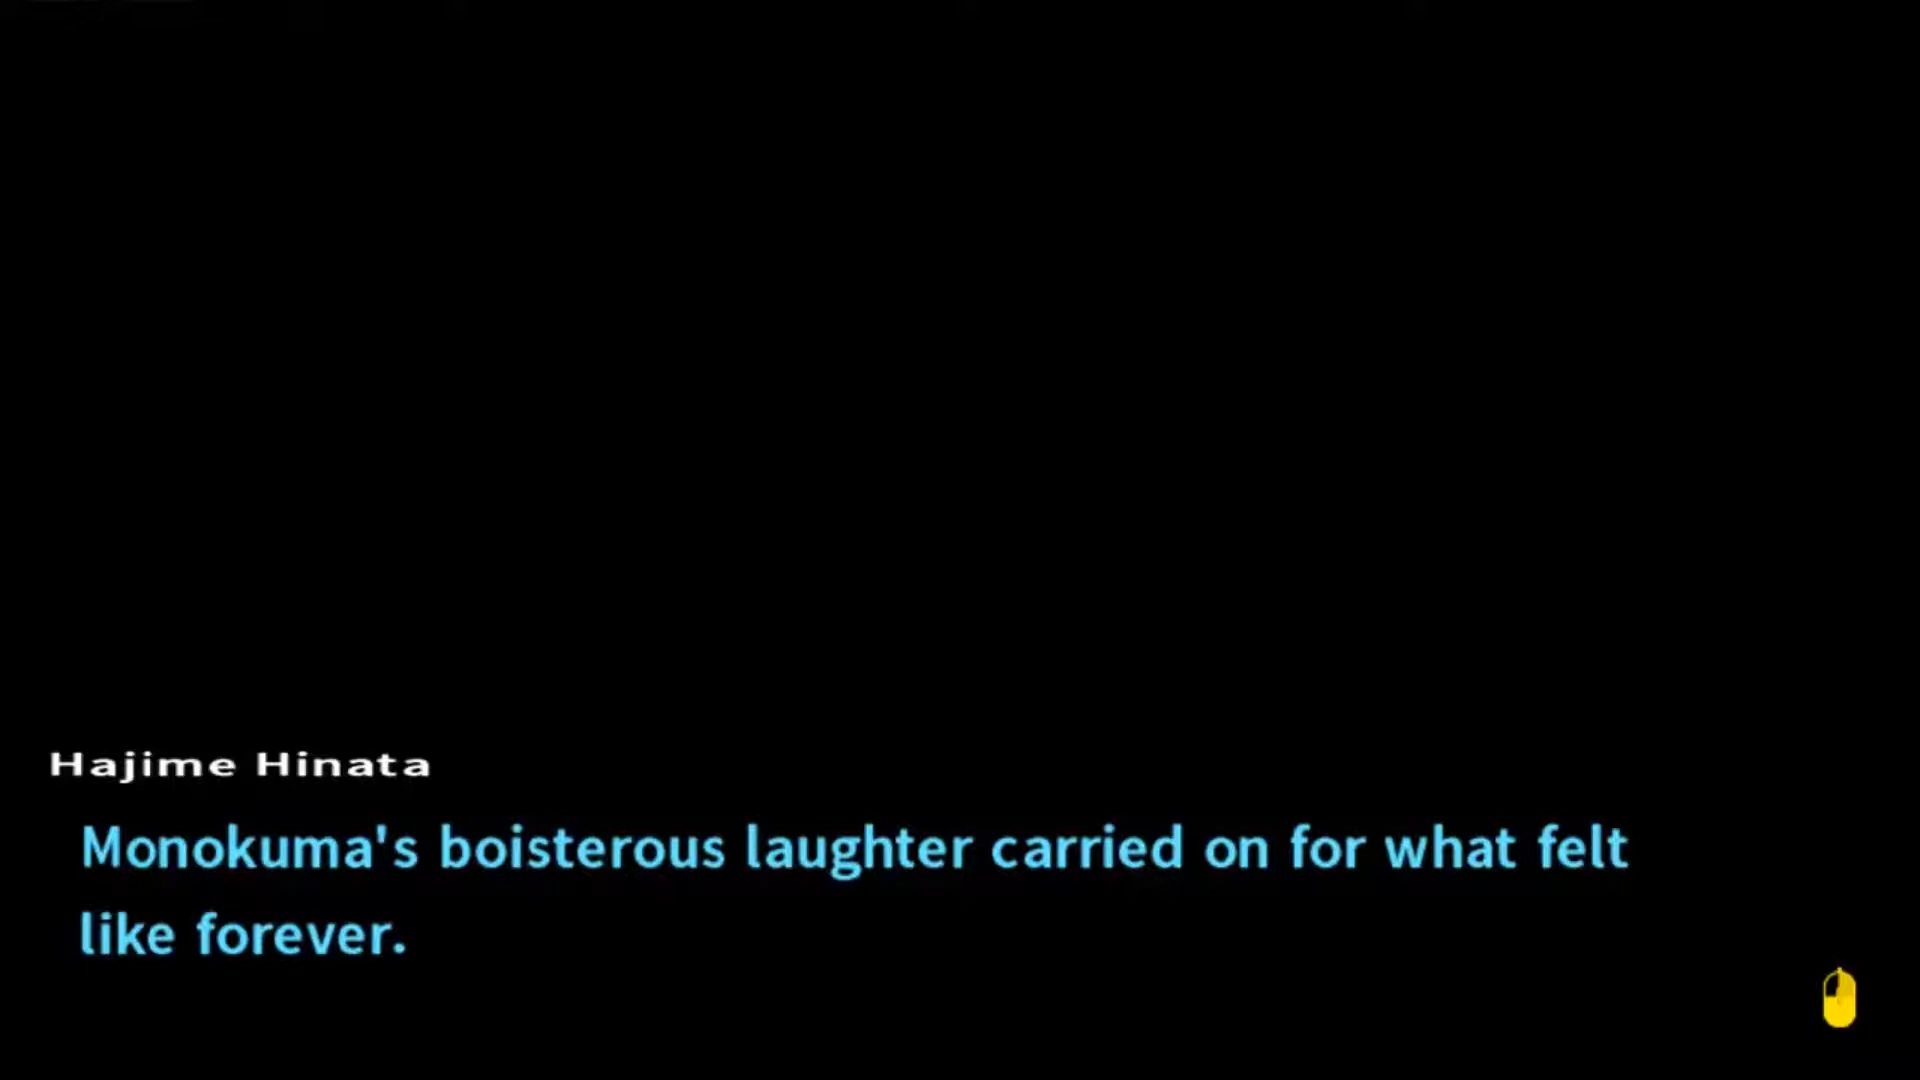 Hajime Hinata
Monokuma's boisterous laughter carried on for what felt
like forever.